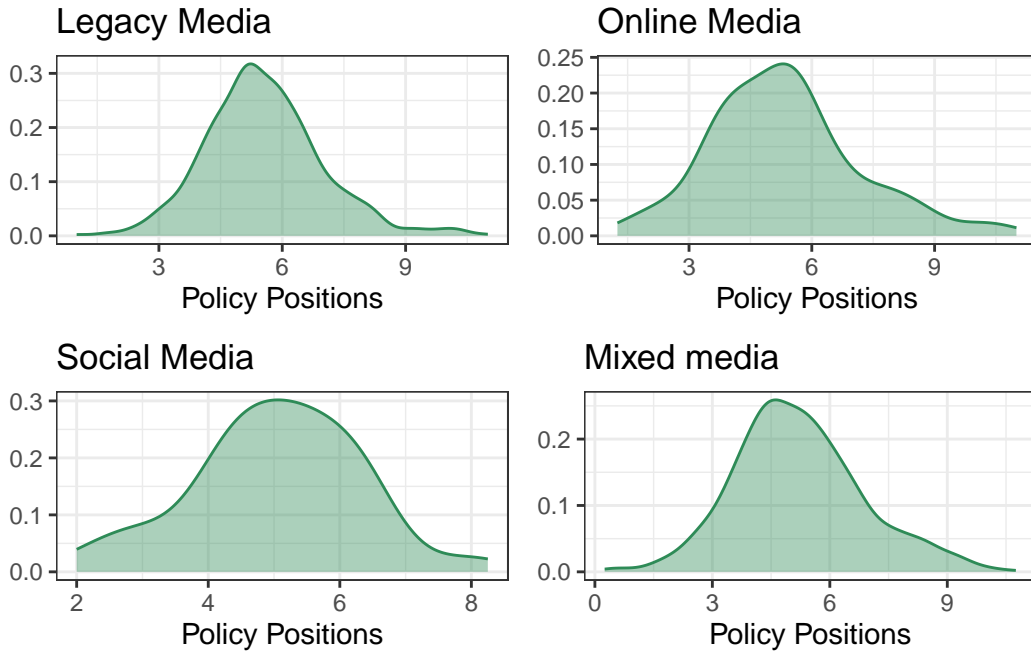 Legacy Media
0.3
0.2
0.1
0.0
3 6 9
Policy Positions
Online Media
0.25
0.20
0.15
0.10
0.05
0.00
3 6 9
Policy Positions
Social Media
0.3
0.2
0.1
0.0
2 4 6 8
Policy Positions
Mixed media
0.2
0.1
0.0
0 3 6 9
Policy Positions